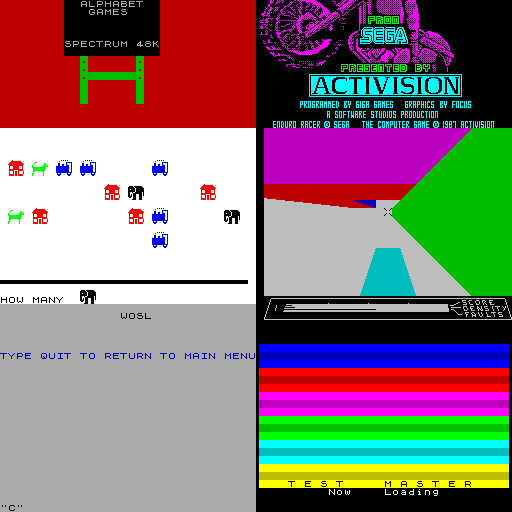 ALPHABET
GAMES
SPECTRUM 48K
FROM
SEGA
PRESENTED BY
ACTIVISION
PROGRAMMED BY GIGA GAMES GRAPHICS BY FOCUS
A SOFTWARE STUDIOS PRODUCTION
ENDURO RACER © SEGA THE COMPUTER GAME © 1987 ACTIVISION
HOW MANY
SCORE
DENSITY
FAULTS
WOSL
TYPE QUIT TO RETURN TO MAIN MENU
"C"
TEST MASTER
Now Loading